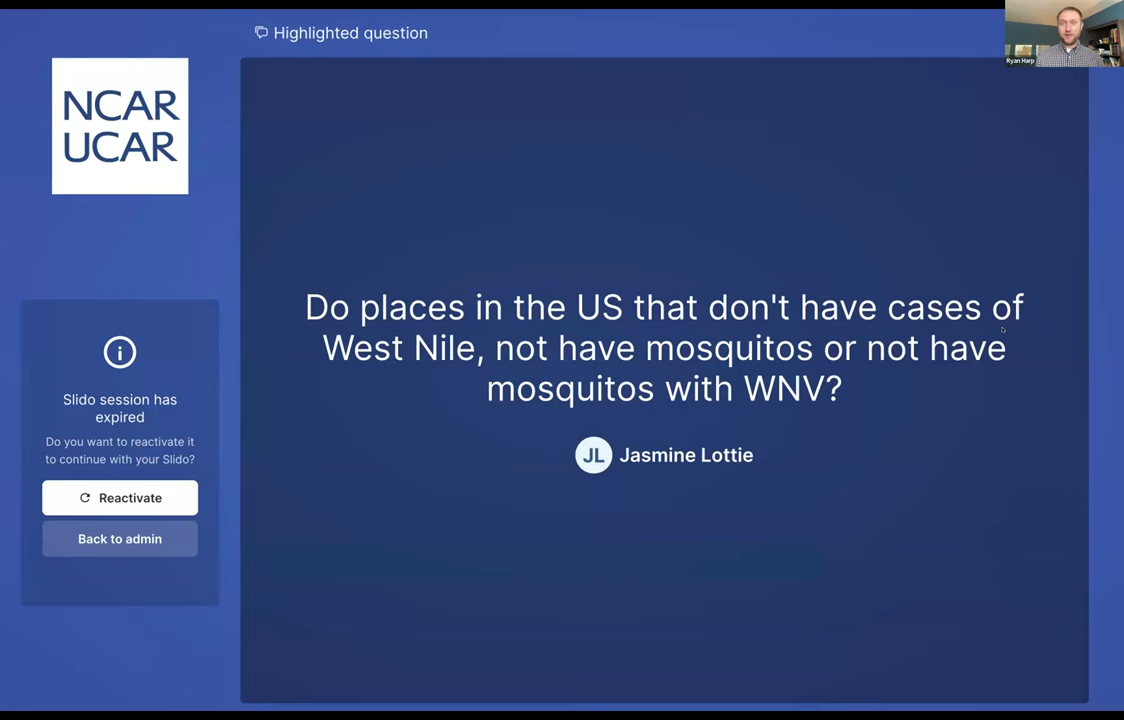 Highlighted question
Ryan Harp
NCAR
UCAR
Do places in the US that don't have cases of
West Nile, not have mosquitos or not have
mosquitos with WNV?
JL Jasmine Lottie
Slido session has
expired
Do you want to reactivate it
to continue with your Slido?
Reactivate
Back to admin